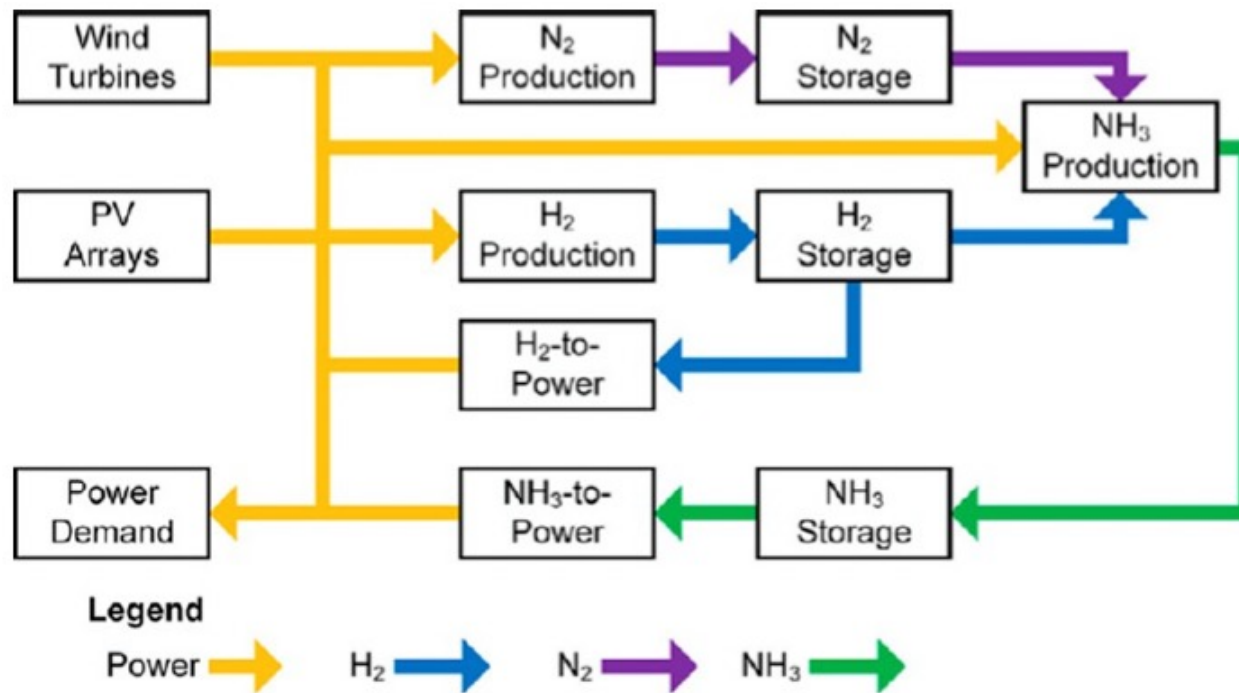 Wind
Turbines
N₂
Production
N₂
Storage
NH₃
Production
PV
Arrays
H₂
Production
H₂
Storage
H₂-to-
Power
Power
Demand
NH₃-to-
Power
NH₃
Storage
Legend
Power
H₂
N₂
NH₃